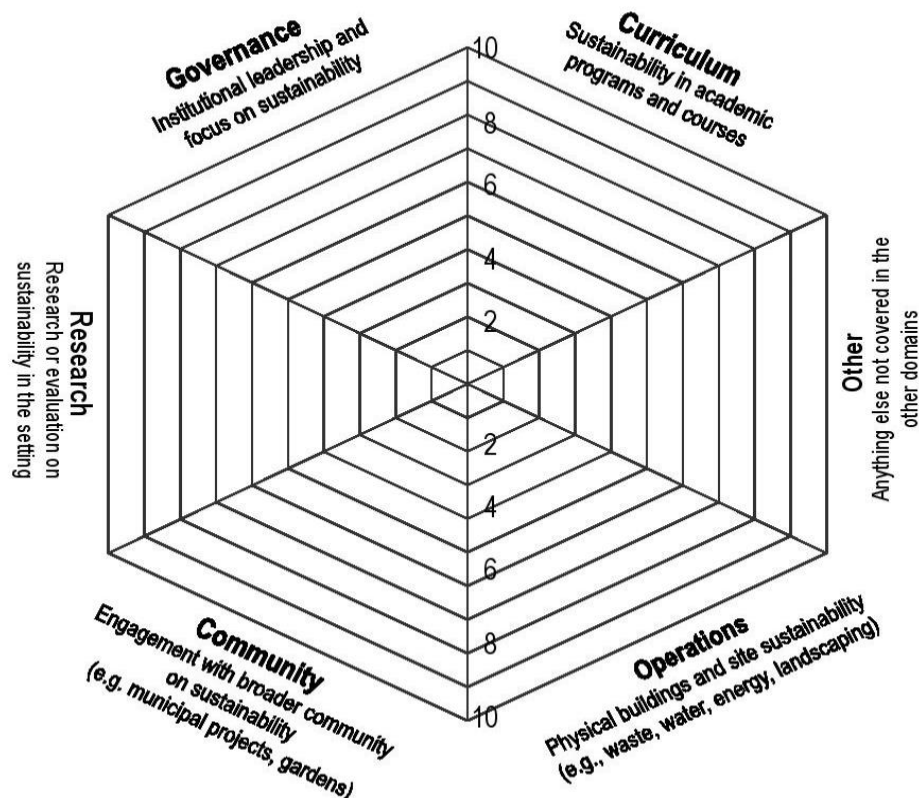 Governance
Institutional leadership and
focus on sustainability
Curriculum
Sustainability in academic
programs and courses
10
8
6
4
2
2
4
6
8
10
Research
Research or evaluation on
sustainability in the setting
Other
Anything else not covered in the
other domains
Community
Engagement with broader community
on sustainability
(e.g. municipal projects, gardens)
Operations
Physical buildings and site sustainability
(e.g., waste, water, energy, landscaping)